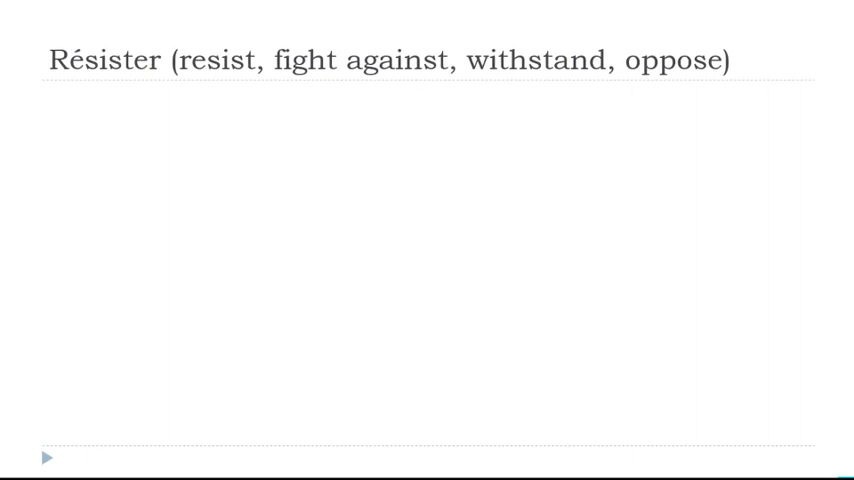 Résister (resist, fight against, withstand, oppose)